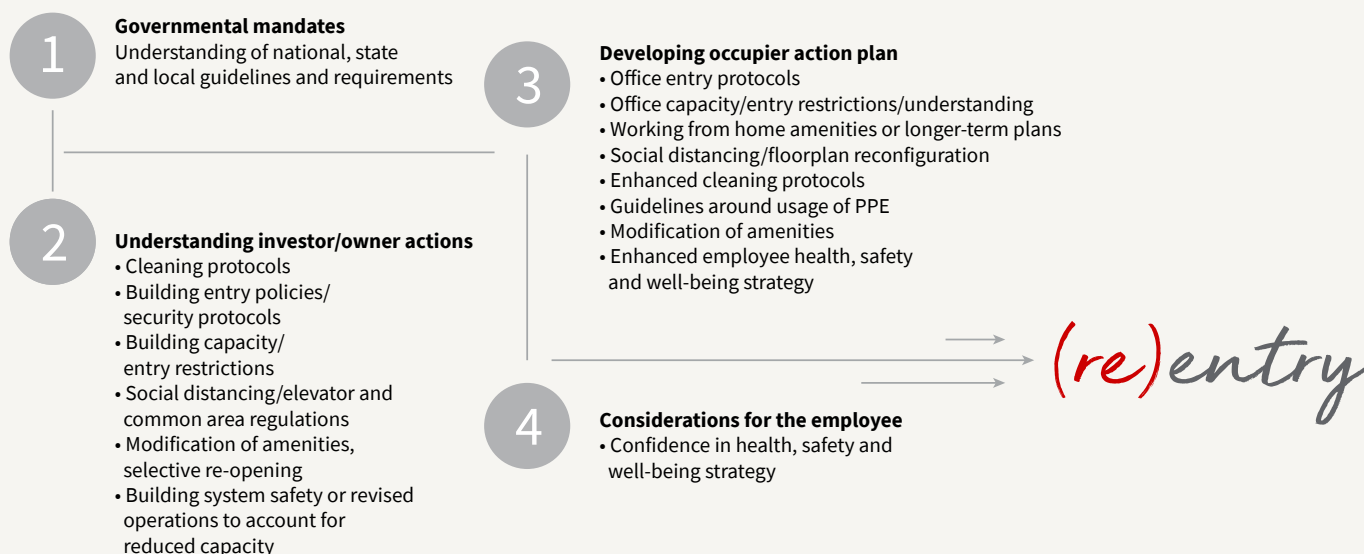 1
Governmental mandates
Understanding of national, state
and local guidelines and requirements
2
Understanding investor/owner actions
• Cleaning protocols
• Building entry policies/
security protocols
• Building capacity/
entry restrictions
• Social distancing/elevator and
common area regulations
• Modification of amenities,
selective re-opening
• Building system safety or revised
operations to account for
reduced capacity
3
Developing occupier action plan
• Office entry protocols
• Office capacity/entry restrictions/understanding
• Working from home amenities or longer-term plans
• Social distancing/floorplan reconfiguration
• Enhanced cleaning protocols
• Guidelines around usage of PPE
• Modification of amenities
• Enhanced employee health, safety
and well-being strategy
4
Considerations for the employee
• Confidence in health, safety and
well-being strategy
(re)entry